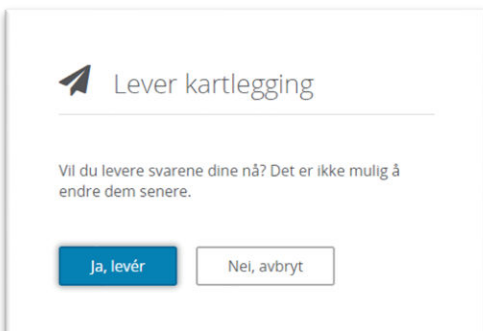 Lever kartlegging
Vil du levere svarene dine nå? Det er ikke mulig å
endre dem senere.
Ja, levér
Nei, avbryt